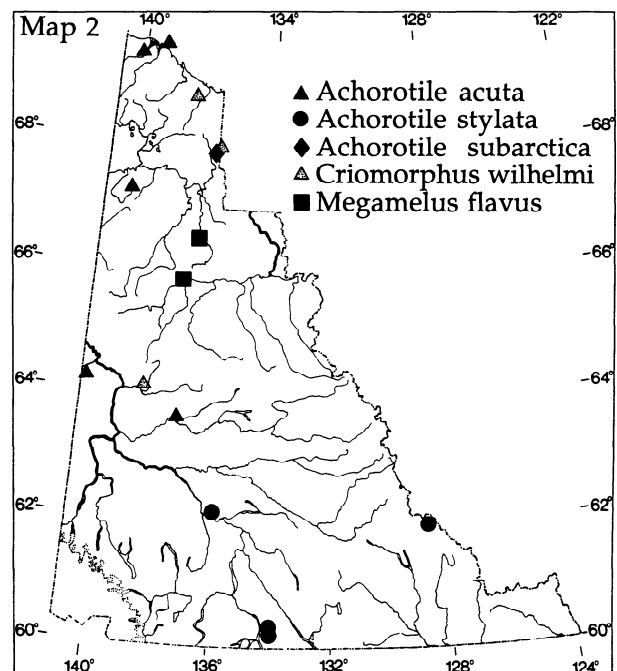 Map 2
140° 134° 128° 122°
▲ Achorotile acuta
68° 68°
● Achorotile stylata
◆ Achorotile subarctica
▲ Criomorphus wilhelmi
■ Megamelus flavus
66° 66°
64° 64°
62° 62°
60° 60°
140° 136° 132° 128° 124°